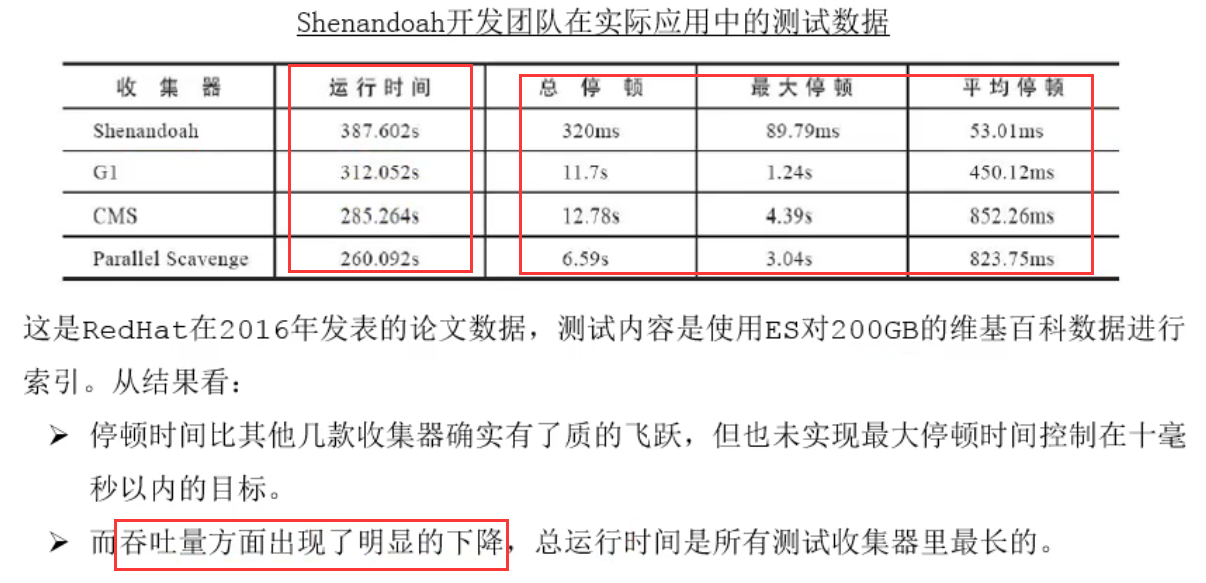 Shenandoah开发团队在实际应用中的测试数据
收集器 运行时间 总停顿 最大停顿 平均停顿
Shenandoah 387.602s 320ms 89.79ms 53.01ms
G1 312.052s 11.7s 1.24s 450.12ms
CMS 285.264s 12.78s 4.39s 852.26ms
Parallel Scavenge 260.092s 6.59s 3.04s 823.75ms
这是RedHat在2016年发表的论文数据，测试内容是使用ES对200GB的维基百科数据进行
索引。从结果看：
➢ 停顿时间比其他几款收集器确实有了质的飞跃，但也未实现最大停顿时间控制在十毫
秒以内的目标。
➢ 而吞吐量方面出现了明显的下降，总运行时间是所有测试收集器里最长的。